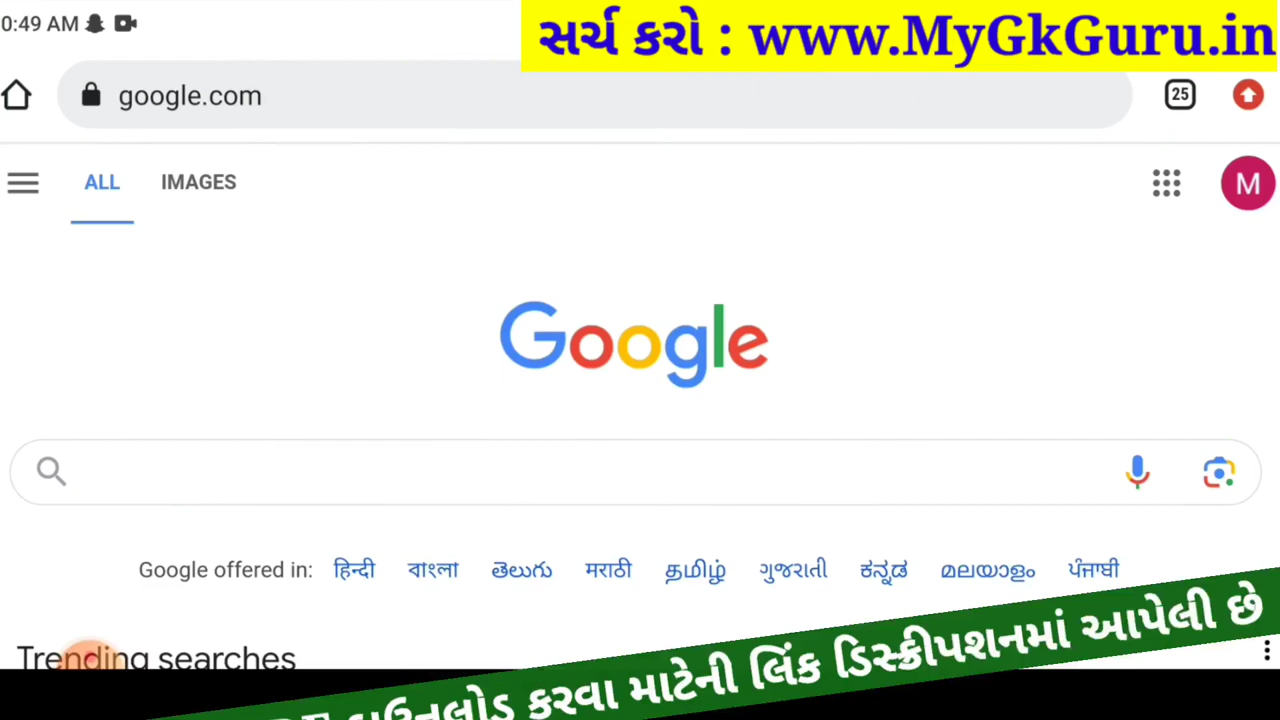 0:49 AM
સર્ચ કરો : www.MyGkGuru.in
google.com
25
ALL IMAGES
M
Google
Google offered in: हिन्दी বাংলা తెలుగు मराठी தமிழ் ગુજરાતી ಕನ್ನಡ മലയാളം ਪੰਜਾਬੀ
Trending searches
ડાઉનલોડ કરવા માટેની લિંક ડિસ્ક્રીપશનમાં આપેલી છે